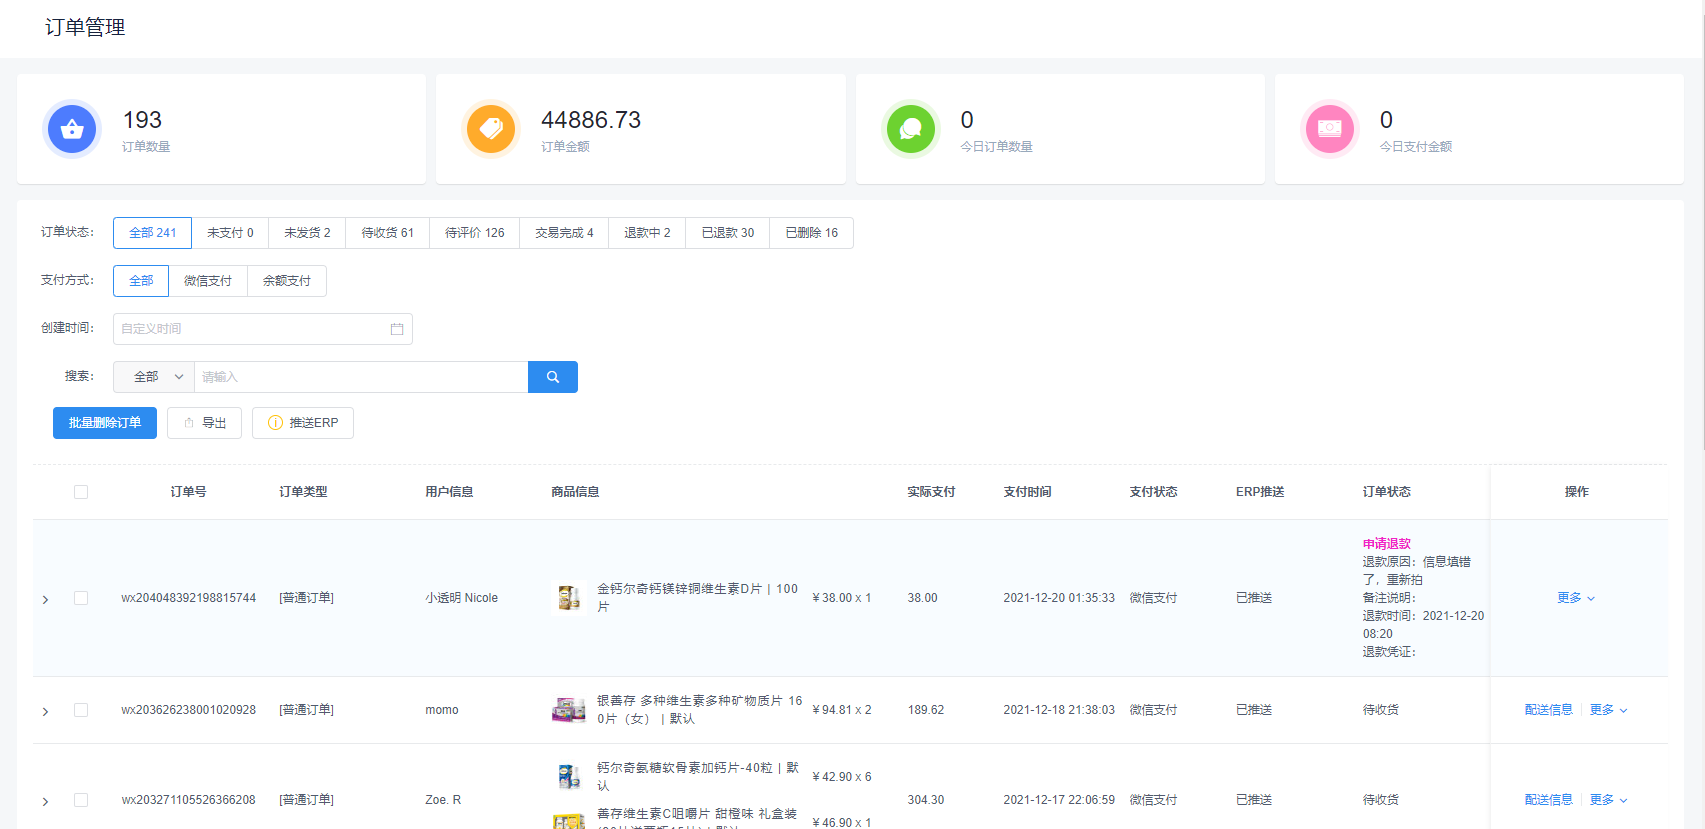 订单管理
193
订单数量
44886.73
订单金额
0
今日订单数量
0
今日支付金额
订单状态: 全部 241 未支付 0 未发货 2 待收货 61 待评价 126 交易完成 4 退款中 2 已退款 30 已删除 16
支付方式: 全部 微信支付 余额支付
创建时间: 自定义时间
搜索: 全部 请输入
批量删除订单 导出 推送ERP
订单号 订单类型 用户信息 商品信息 实际支付 支付时间 支付状态 ERP推送 订单状态 操作
wx204048392198815744 [普通订单] 小透明 Nicole
金钙尔奇钙镁锌铜维生素D片 | 100
片
¥ 38.00 x 1 38.00 2021-12-20 01:35:33 微信支付 已推送
申请退款
退款原因：信息填错
了，重新拍
备注说明：
退款时间：2021-12-20
08:20
退款凭证：
更多
wx203626238001020928 [普通订单] momo
银善存 多种维生素多种矿物质片 16
0片（女） | 默认
¥ 94.81 x 2 189.62 2021-12-18 21:38:03 微信支付 已推送 待收货 配送信息 更多
wx203271105526366208 [普通订单] Zoe. R
钙尔奇氨糖软骨素加钙片-40粒 | 默
认
¥ 42.90 x 6
善存维生素C咀嚼片 甜橙味 礼盒装
¥ 46.90 x 1
304.30 2021-12-17 22:06:59 微信支付 已推送 待收货 配送信息 更多